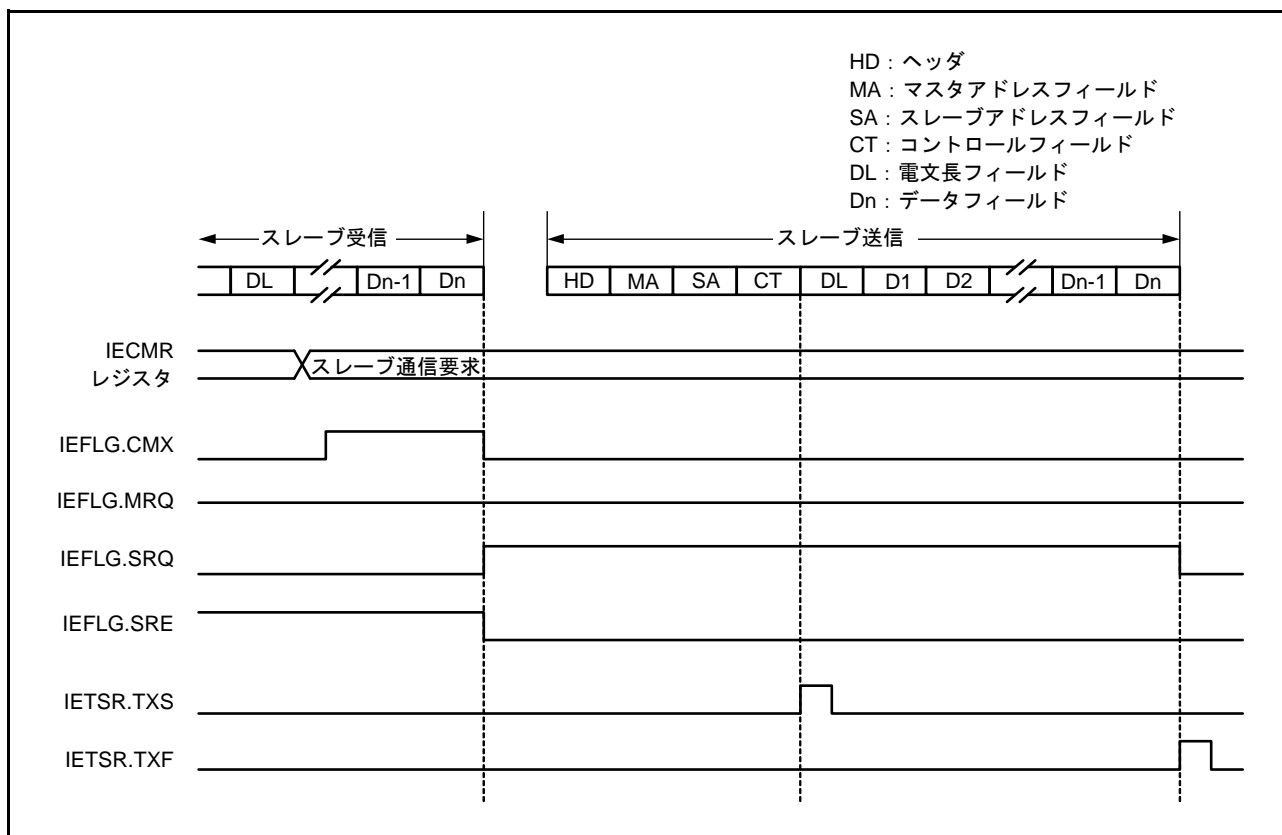 HD：ヘッダ
MA：マスタアドレスフィールド
SA：スレーブアドレスフィールド
CT：コントロールフィールド
DL：電文長フィールド
Dn：データフィールド
スレーブ受信 スレーブ送信
DL Dn-1 Dn HD MA SA CT DL D1 D2 Dn-1 Dn
IECMR
レジスタ
スレーブ通信要求
IEFLG.CMX
IEFLG.MRQ
IEFLG.SRQ
IEFLG.SRE
IETSR.TXS
IETSR.TXF